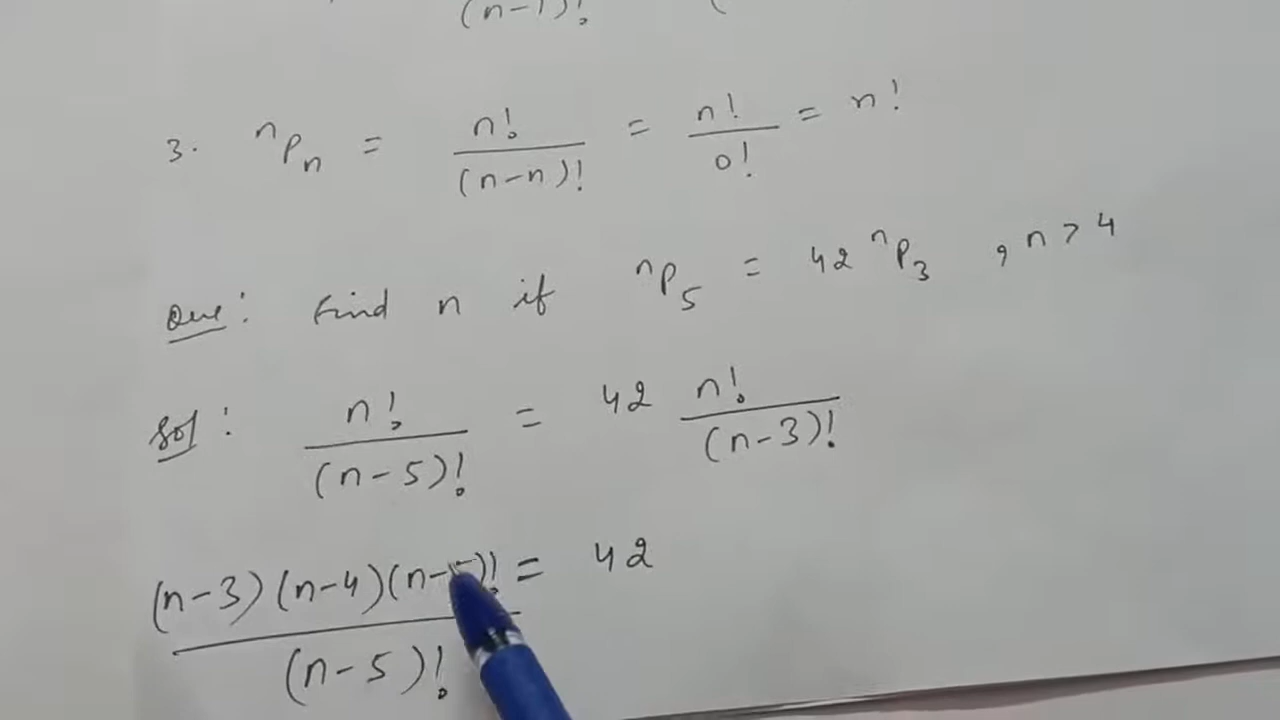 (n-1)!
3. ⁿPₙ = n!/(n-n)! = n!/0! = n!
Que: Find n if ⁿP₅ = 42 ⁿP₃ , n > 4
Sol: n!/(n-5)! = 42 n!/(n-3)!
(n-3)(n-4)(n-5)!/(n-5)! = 42